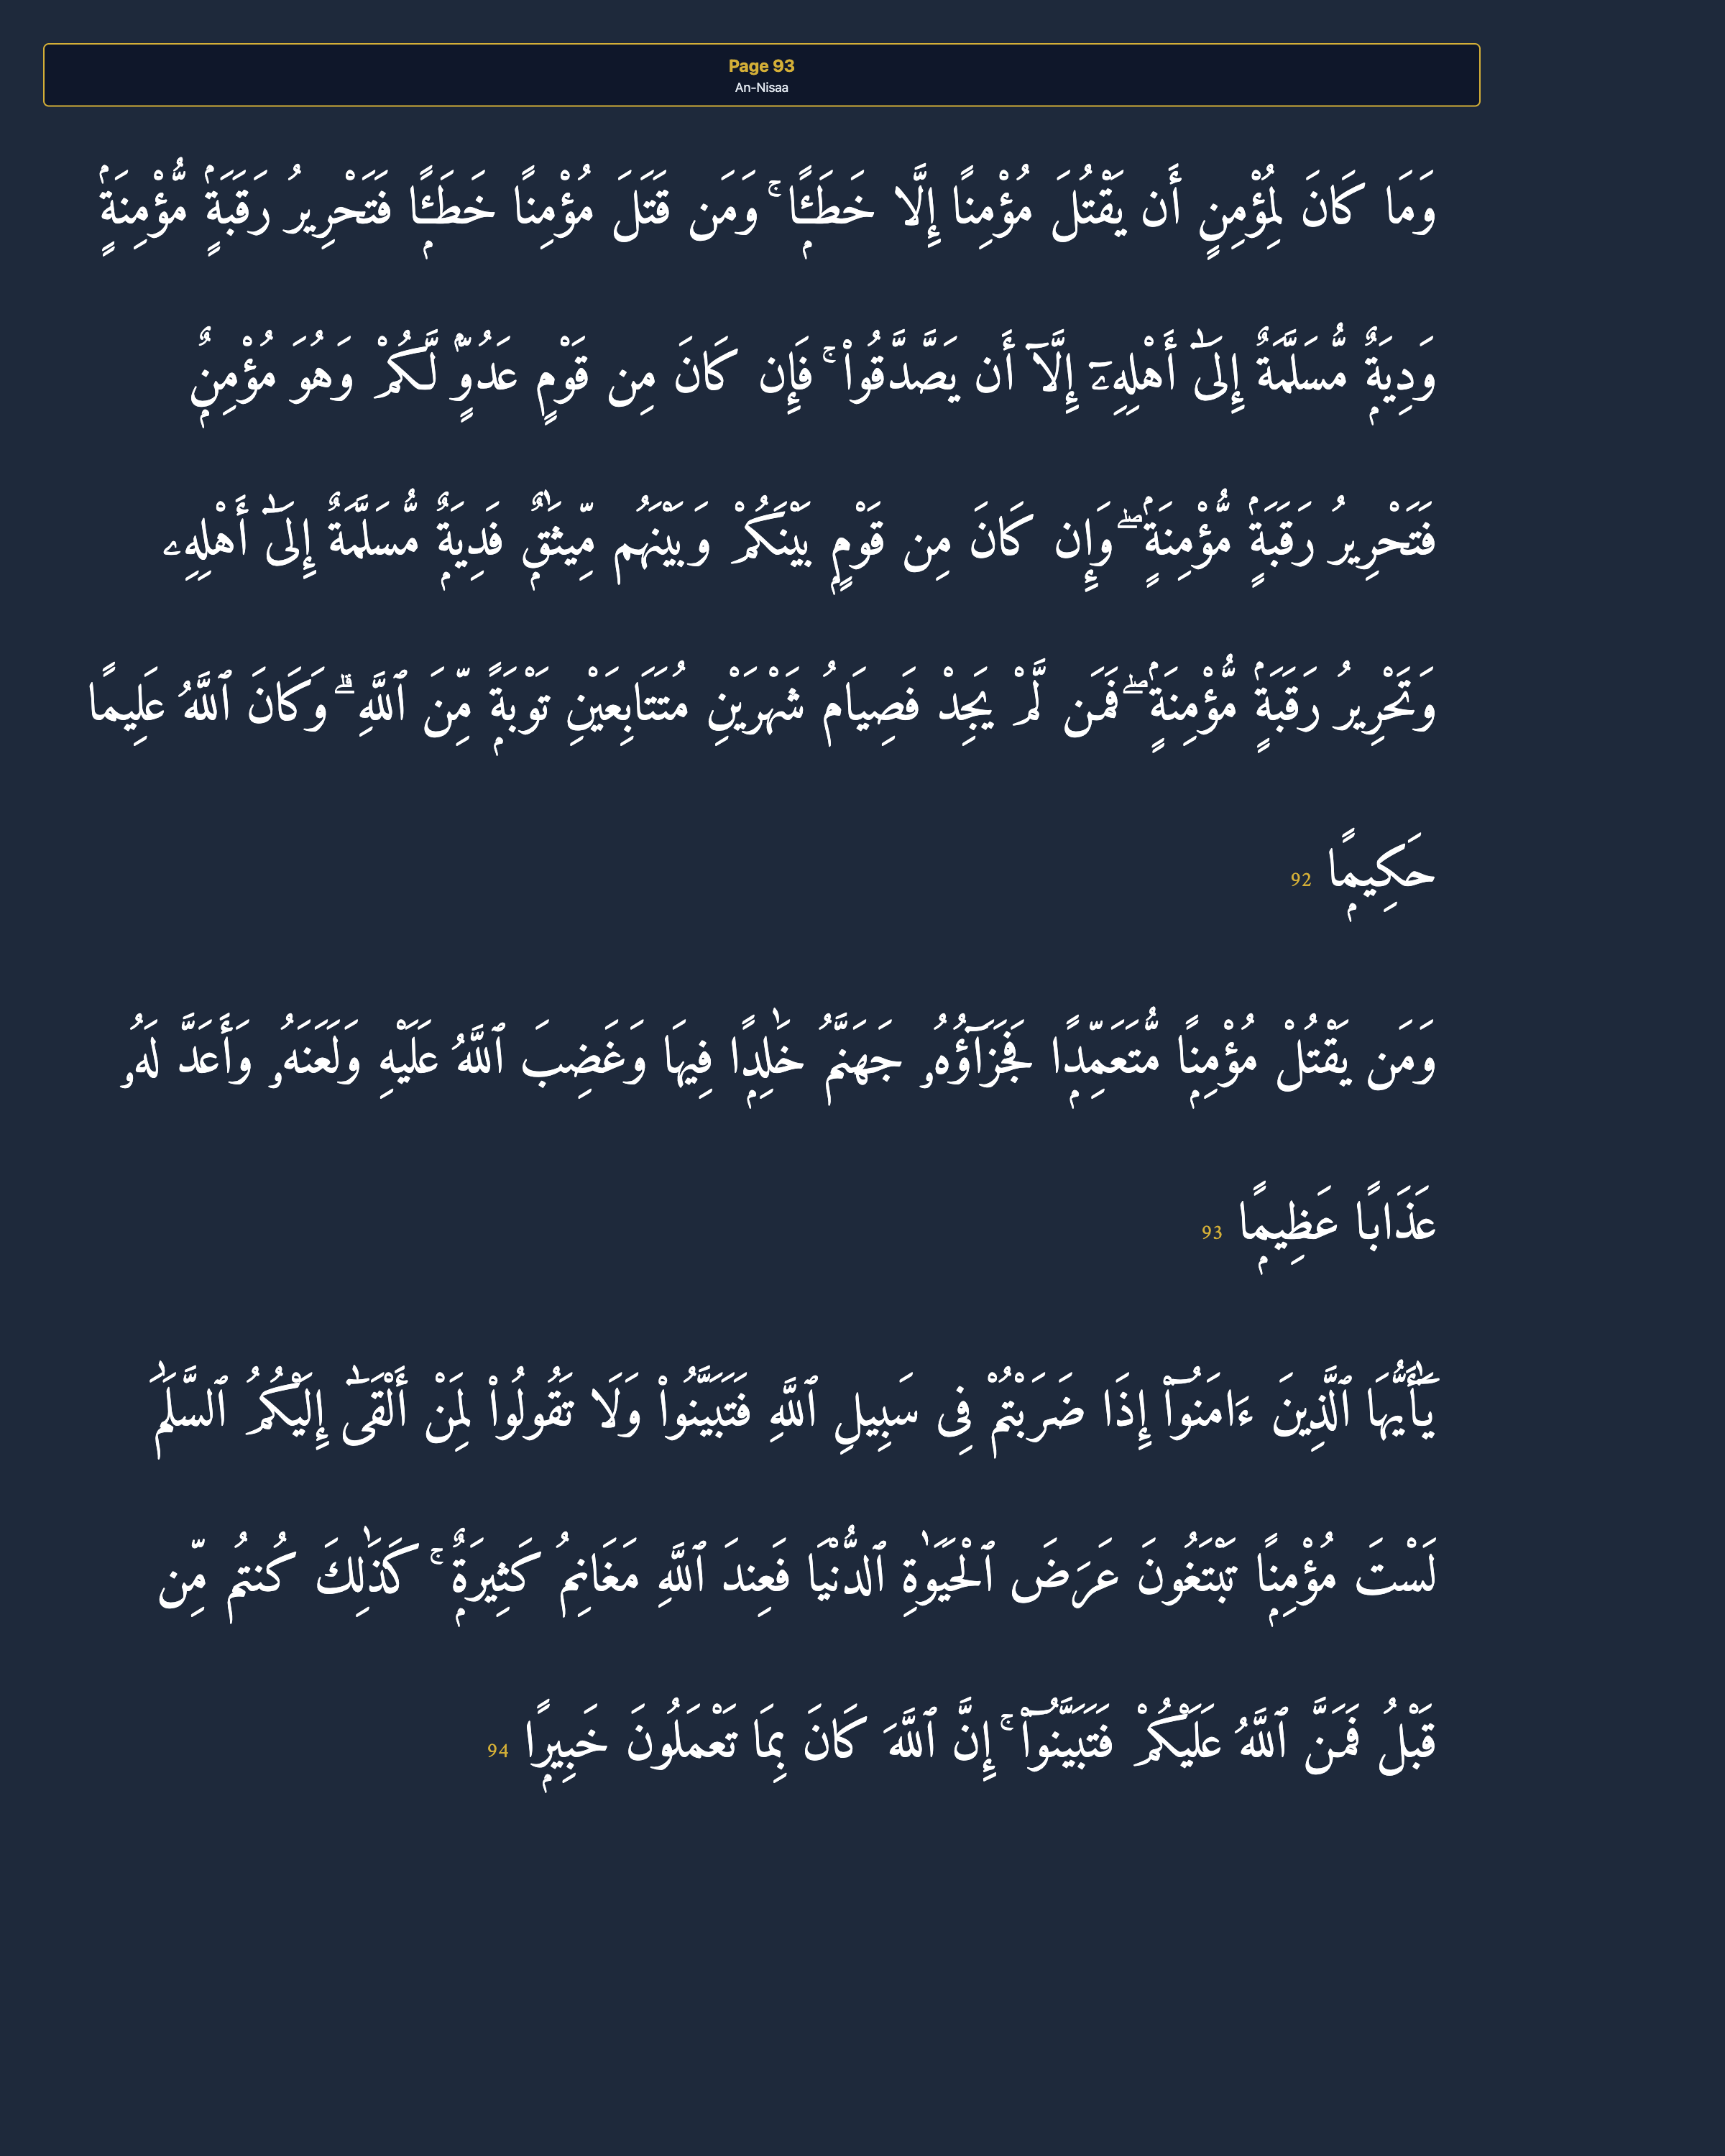 Page 93
An-Nisaa
وَمَا كَانَ لِمُؤْمِنٍ أَن يَقْتُلَ مُؤْمِنًا إِلَّا خَطَـًۭٔا ۚ وَمَن قَتَلَ مُؤْمِنًا خَطَـًۭٔا فَتَحْرِيرُ رَقَبَةٍۢ مُّؤْمِنَةٍۢ
وَدِيَةٌۭ مُّسَلَّمَةٌ إِلَىٰٓ أَهْلِهِۦٓ إِلَّآ أَن يَصَّدَّقُوا۟ ۚ فَإِن كَانَ مِن قَوْمٍ عَدُوٍّۢ لَّكُمْ وَهُوَ مُؤْمِنٌۭ
فَتَحْرِيرُ رَقَبَةٍۢ مُّؤْمِنَةٍۢ ۖ وَإِن كَانَ مِن قَوْمٍۭ بَيْنَكُمْ وَبَيْنَهُم مِّيثَـٰقٌۭ فَدِيَةٌۭ مُّسَلَّمَةٌ إِلَىٰٓ أَهْلِهِۦ
وَتَحْرِيرُ رَقَبَةٍۢ مُّؤْمِنَةٍۢ ۖ فَمَن لَّمْ يَجِدْ فَصِيَامُ شَهْرَيْنِ مُتَتَابِعَيْنِ تَوْبَةًۭ مِّنَ ٱللَّهِ ۗ وَكَانَ ٱللَّهُ عَلِيمًا
حَكِيمًۭا 92
وَمَن يَقْتُلْ مُؤْمِنًۭا مُّتَعَمِّدًۭا فَجَزَآؤُهُۥ جَهَنَّمُ خَـٰلِدًۭا فِيهَا وَغَضِبَ ٱللَّهُ عَلَيْهِ وَلَعَنَهُۥ وَأَعَدَّ لَهُۥ
عَذَابًا عَظِيمًۭا 93
يَـٰٓأَيُّهَا ٱلَّذِينَ ءَامَنُوٓا۟ إِذَا ضَرَبْتُمْ فِى سَبِيلِ ٱللَّهِ فَتَبَيَّنُوا۟ وَلَا تَقُولُوا۟ لِمَنْ أَلْقَىٰٓ إِلَيْكُمُ ٱلسَّلَـٰمَ
لَسْتَ مُؤْمِنًۭا تَبْتَغُونَ عَرَضَ ٱلْحَيَوٰةِ ٱلدُّنْيَا فَعِندَ ٱللَّهِ مَغَانِمُ كَثِيرَةٌۭ ۚ كَذَٰلِكَ كُنتُم مِّن
قَبْلُ فَمَنَّ ٱللَّهُ عَلَيْكُمْ فَتَبَيَّنُوٓا۟ ۚ إِنَّ ٱللَّهَ كَانَ بِمَا تَعْمَلُونَ خَبِيرًۭا 94